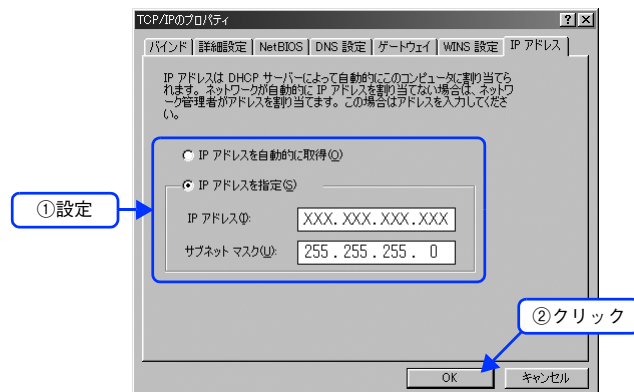 TCP/IPのプロパティ
バインド 詳細設定 NetBIOS DNS 設定 ゲートウェイ WINS 設定 IP アドレス
IP アドレスは DHCP サーバーによって自動的にこのコンピュータに割り当てら
れます。ネットワークが自動的に IP アドレスを割り当てない場合は、ネットワ
ーク管理者がアドレスを割り当てます。この場合はアドレスを入力してくださ
い。
IP アドレスを自動的に取得(O)
IP アドレスを指定(S)
①設定
IP アドレス(I): XXX.XXX.XXX.XXX
サブネット マスク(U): 255.255.255. 0
②クリック
OK キャンセル